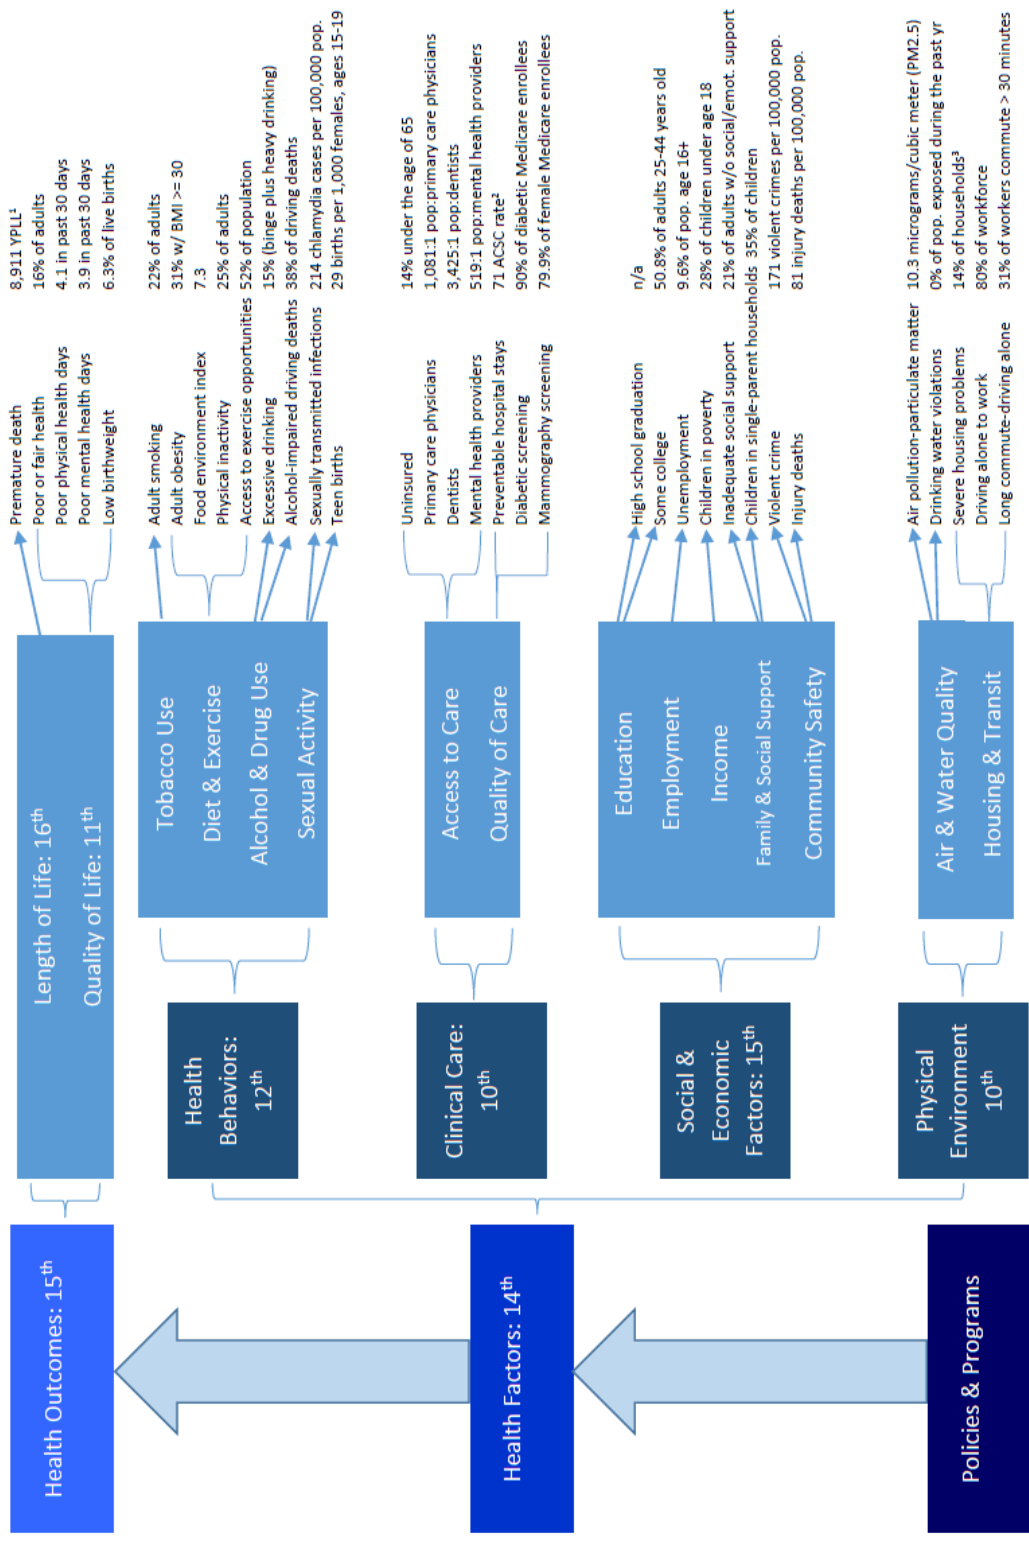 Health Outcomes: 15th
Length of Life: 16th
Quality of Life: 11th
Premature death 8,911 YPLL¹
Poor or fair health 16% of adults
Poor physical health days 4.1 in past 30 days
Poor mental health days 3.9 in past 30 days
Low birthweight 6.3% of live births
Health Factors: 14th
Health
Behaviors:
12th
Tobacco Use
Diet & Exercise
Alcohol & Drug Use
Sexual Activity
Adult smoking 22% of adults
Adult obesity 31% w/ BMI >= 30
Food environment index 7.3
Physical inactivity 25% of adults
Access to exercise opportunities 52% of population
Excessive drinking 15% (binge plus heavy drinking)
Alcohol-impaired driving deaths 38% of driving deaths
Sexually transmitted infections 214 chlamydia cases per 100,000 pop.
Teen births 29 births per 1,000 females, ages 15-19
Clinical Care:
10th
Access to Care
Quality of Care
Uninsured 14% under the age of 65
Primary care physicians 1,081:1 pop:primary care physicians
Dentists 3,425:1 pop:dentists
Mental health providers 519:1 pop:mental health providers
Preventable hospital stays 71 ACSC rate²
Diabetic screening 90% of diabetic Medicare enrollees
Mammography screening 79.9% of female Medicare enrollees
Social &
Economic
Factors: 15th
Education
Employment
Income
Family & Social Support
Community Safety
High school graduation n/a
Some college 50.8% of adults 25-44 years old
Unemployment 9.6% of pop. age 16+
Children in poverty 28% of children under age 18
Inadequate social support 21% of adults w/o social/emot. support
Children in single-parent households 35% of children
Violent crime 171 violent crimes per 100,000 pop.
Injury deaths 81 injury deaths per 100,000 pop.
Physical
Environment
10th
Air & Water Quality
Housing & Transit
Air pollution-particulate matter 10.3 micrograms/cubic meter (PM2.5)
Drinking water violations 0% of pop. exposed during the past yr
Severe housing problems 14% of households³
Driving alone to work 80% of workforce
Long commute-driving alone 31% of workers commute > 30 minutes
Policies & Programs